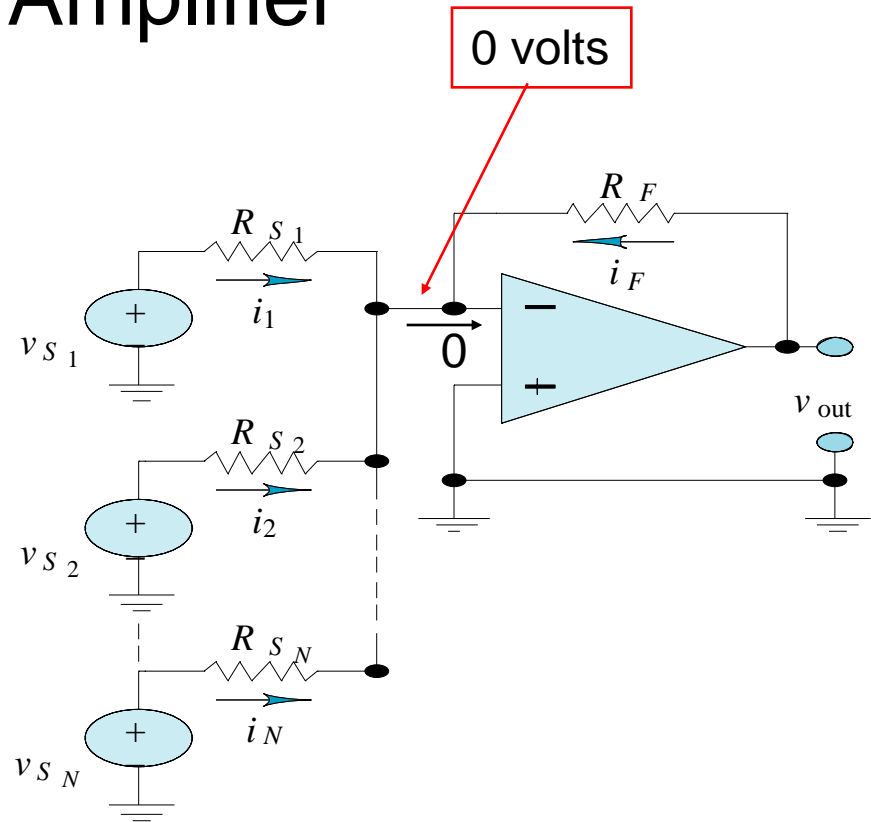 Amplifier
0 volts
R F
i F
R S 1
i1
+
v S 1
0
−
+
v out
R S 2
i2
+
v S 2
R S N
i N
+
v S N